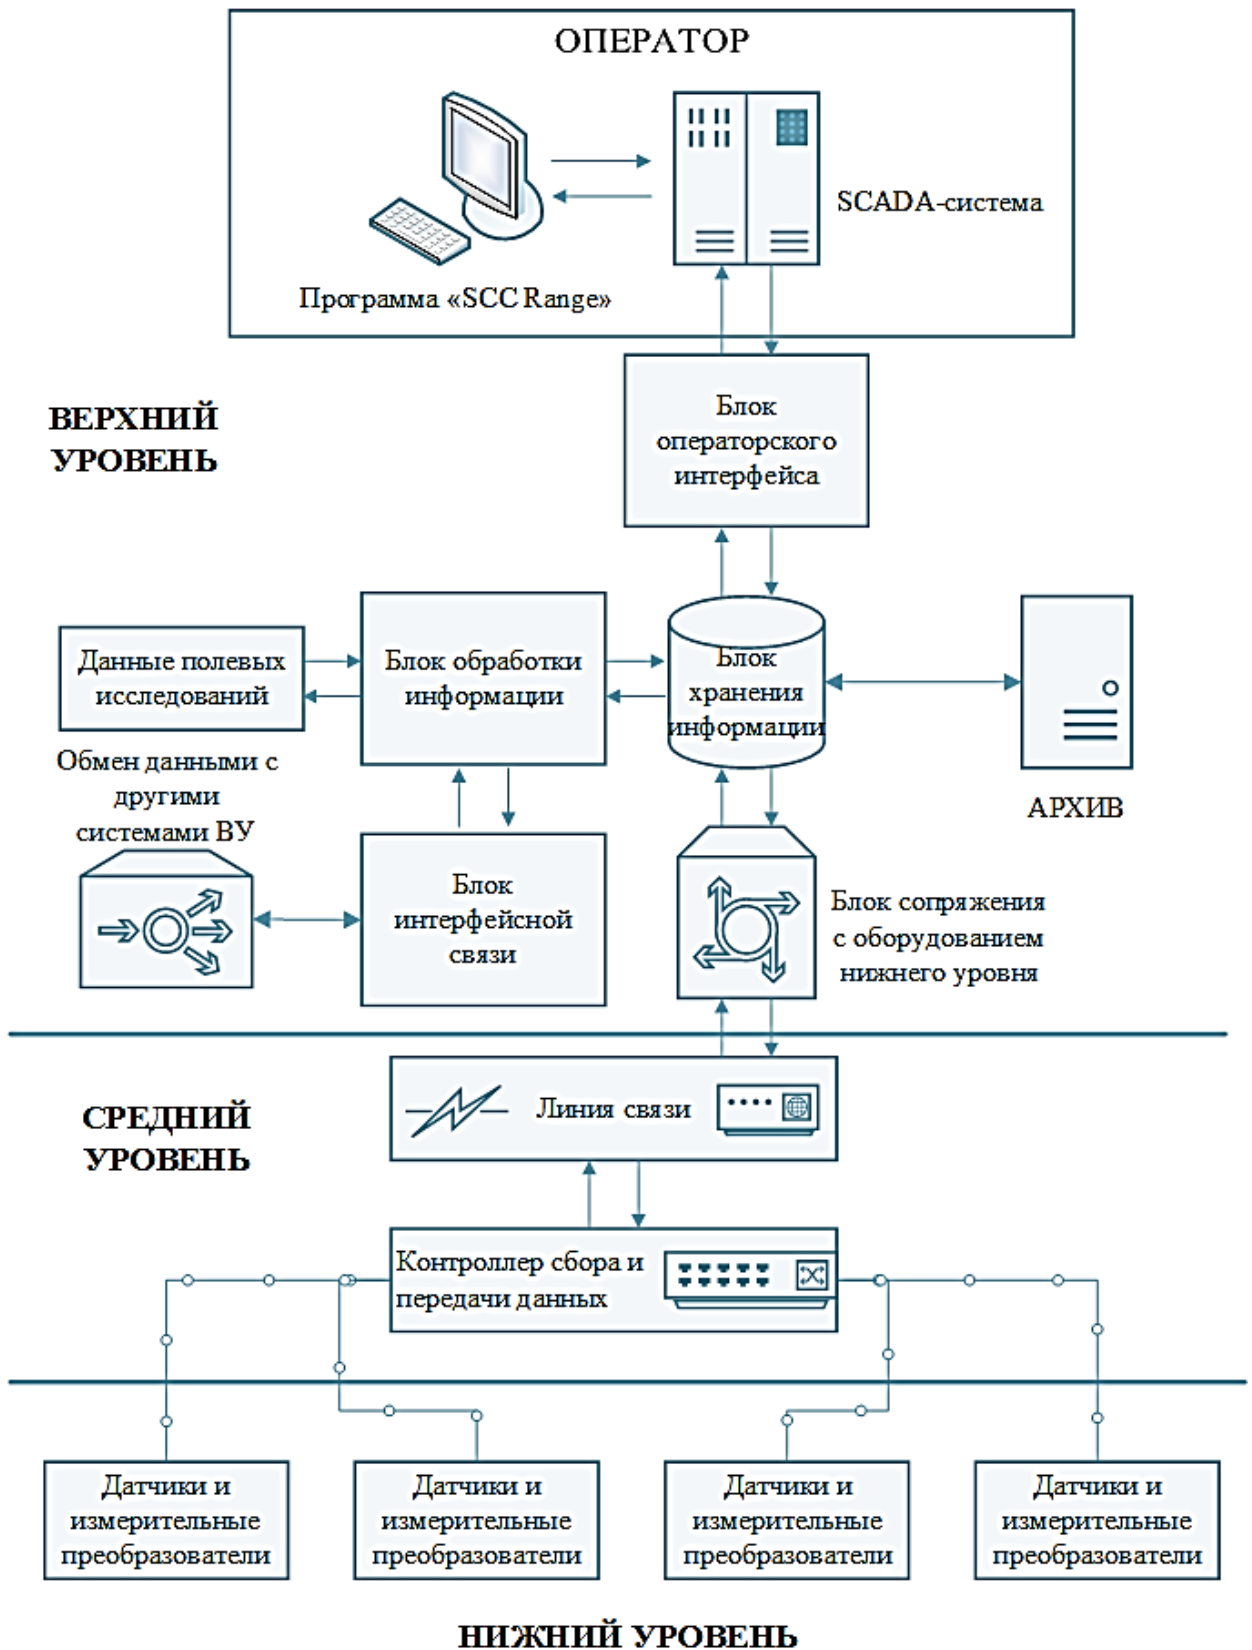 ОПЕРАТОР
SCADA-система
Программа «SCC Range»
ВЕРХНИЙ
УРОВЕНЬ
Блок
операторского
интерфейса
Данные полевых
исследований
Блок обработки
информации
Блок
хранения
информации
АРХИВ
Обмен данными с
другими
системами ВУ
Блок
интерфейсной
связи
Блок сопряжения
с оборудованием
нижнего уровня
СРЕДНИЙ
УРОВЕНЬ
Линия связи
Контроллер сбора и
передачи данных
Датчики и
измерительные
преобразователи
Датчики и
измерительные
преобразователи
Датчики и
измерительные
преобразователи
Датчики и
измерительные
преобразователи
НИЖНИЙ УРОВЕНЬ